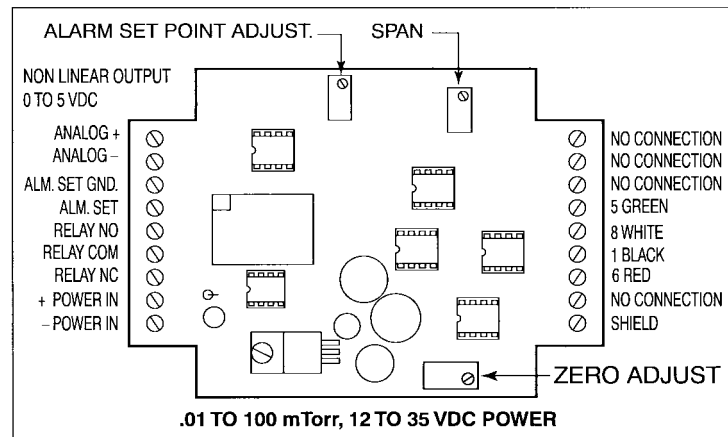 ALARM SET POINT ADJUST.
SPAN
NON LINEAR OUTPUT
0 TO 5 VDC
ANALOG +
ANALOG –
ALM. SET GND.
ALM. SET
RELAY NO
RELAY COM
RELAY NC
+ POWER IN
– POWER IN
NO CONNECTION
NO CONNECTION
NO CONNECTION
5 GREEN
8 WHITE
1 BLACK
6 RED
NO CONNECTION
SHIELD
ZERO ADJUST
.01 TO 100 mTorr, 12 TO 35 VDC POWER